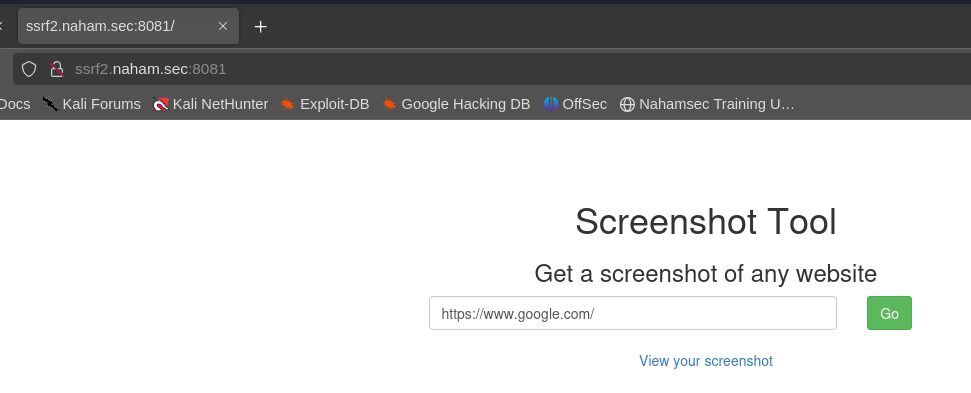 ssrf2.naham.sec:8081/
ssrf2.naham.sec:8081
Docs Kali Forums Kali NetHunter Exploit-DB Google Hacking DB OffSec Nahamsec Training U…
Screenshot Tool
Get a screenshot of any website
https://www.google.com/ Go
View your screenshot